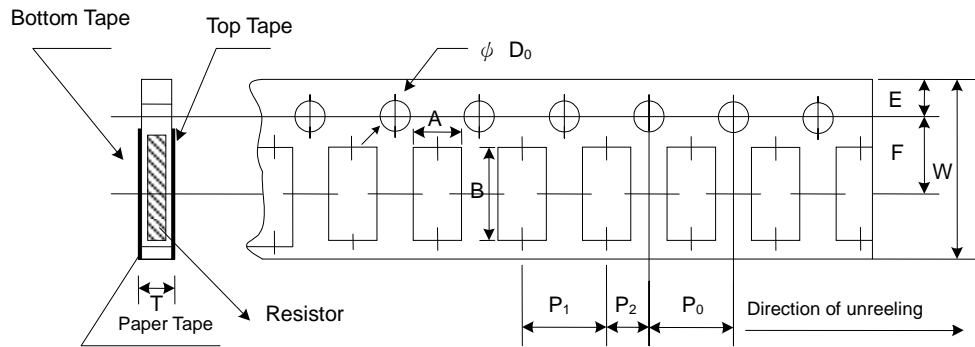 Bottom Tape
Top Tape
ψ D₀
E
A
F
W
B
T
P₁
P₂
P₀
Direction of unreeling
Resistor
Paper Tape